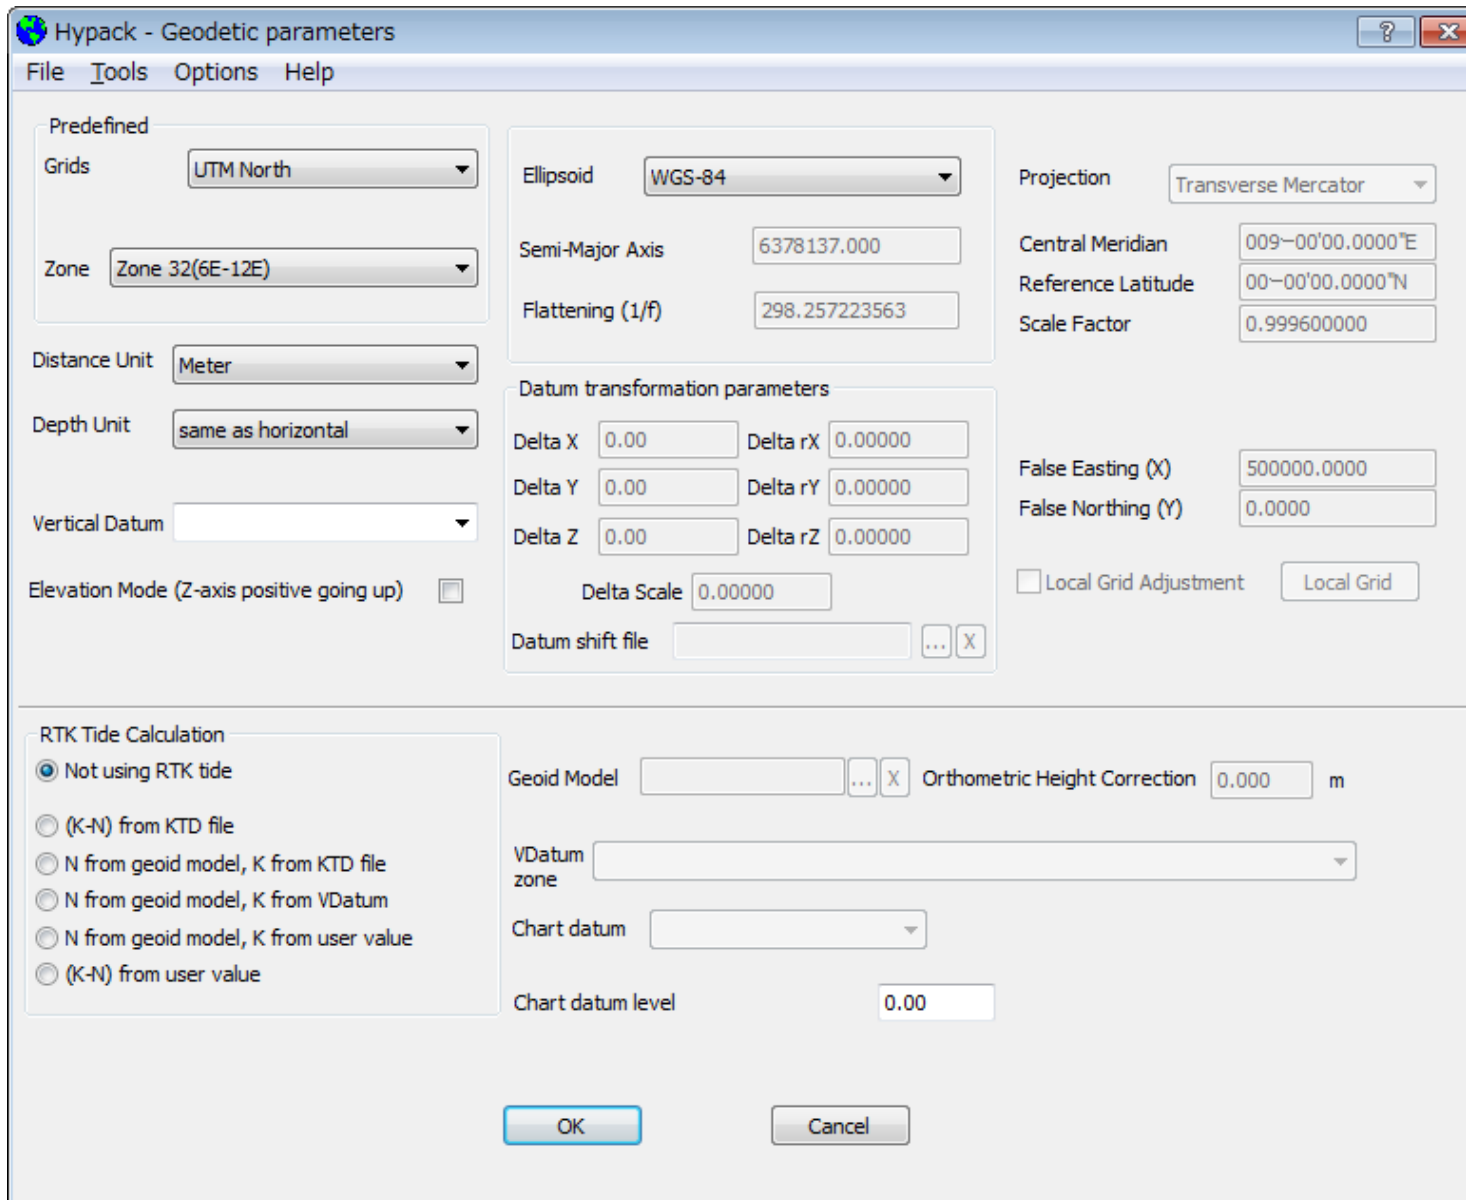 Hypack - Geodetic parameters
? X
File Tools Options Help
Predefined
Grids UTM North
Zone Zone 32(6E-12E)
Distance Unit Meter
Depth Unit same as horizontal
Vertical Datum
Elevation Mode (Z-axis positive going up)
Ellipsoid WGS-84
Semi-Major Axis 6378137.000
Flattening (1/f) 298.257223563
Datum transformation parameters
Delta X 0.00 Delta rX 0.00000
Delta Y 0.00 Delta rY 0.00000
Delta Z 0.00 Delta rZ 0.00000
Delta Scale 0.00000
Datum shift file ... X
Projection Transverse Mercator
Central Meridian 009-00'00.0000"E
Reference Latitude 00-00'00.0000"N
Scale Factor 0.999600000
False Easting (X) 500000.0000
False Northing (Y) 0.0000
Local Grid Adjustment Local Grid
RTK Tide Calculation
Not using RTK tide
(K-N) from KTD file
N from geoid model, K from KTD file
N from geoid model, K from VDatum
N from geoid model, K from user value
(K-N) from user value
Geoid Model ... X Orthometric Height Correction 0.000 m
VDatum
zone
Chart datum
Chart datum level 0.00
OK Cancel